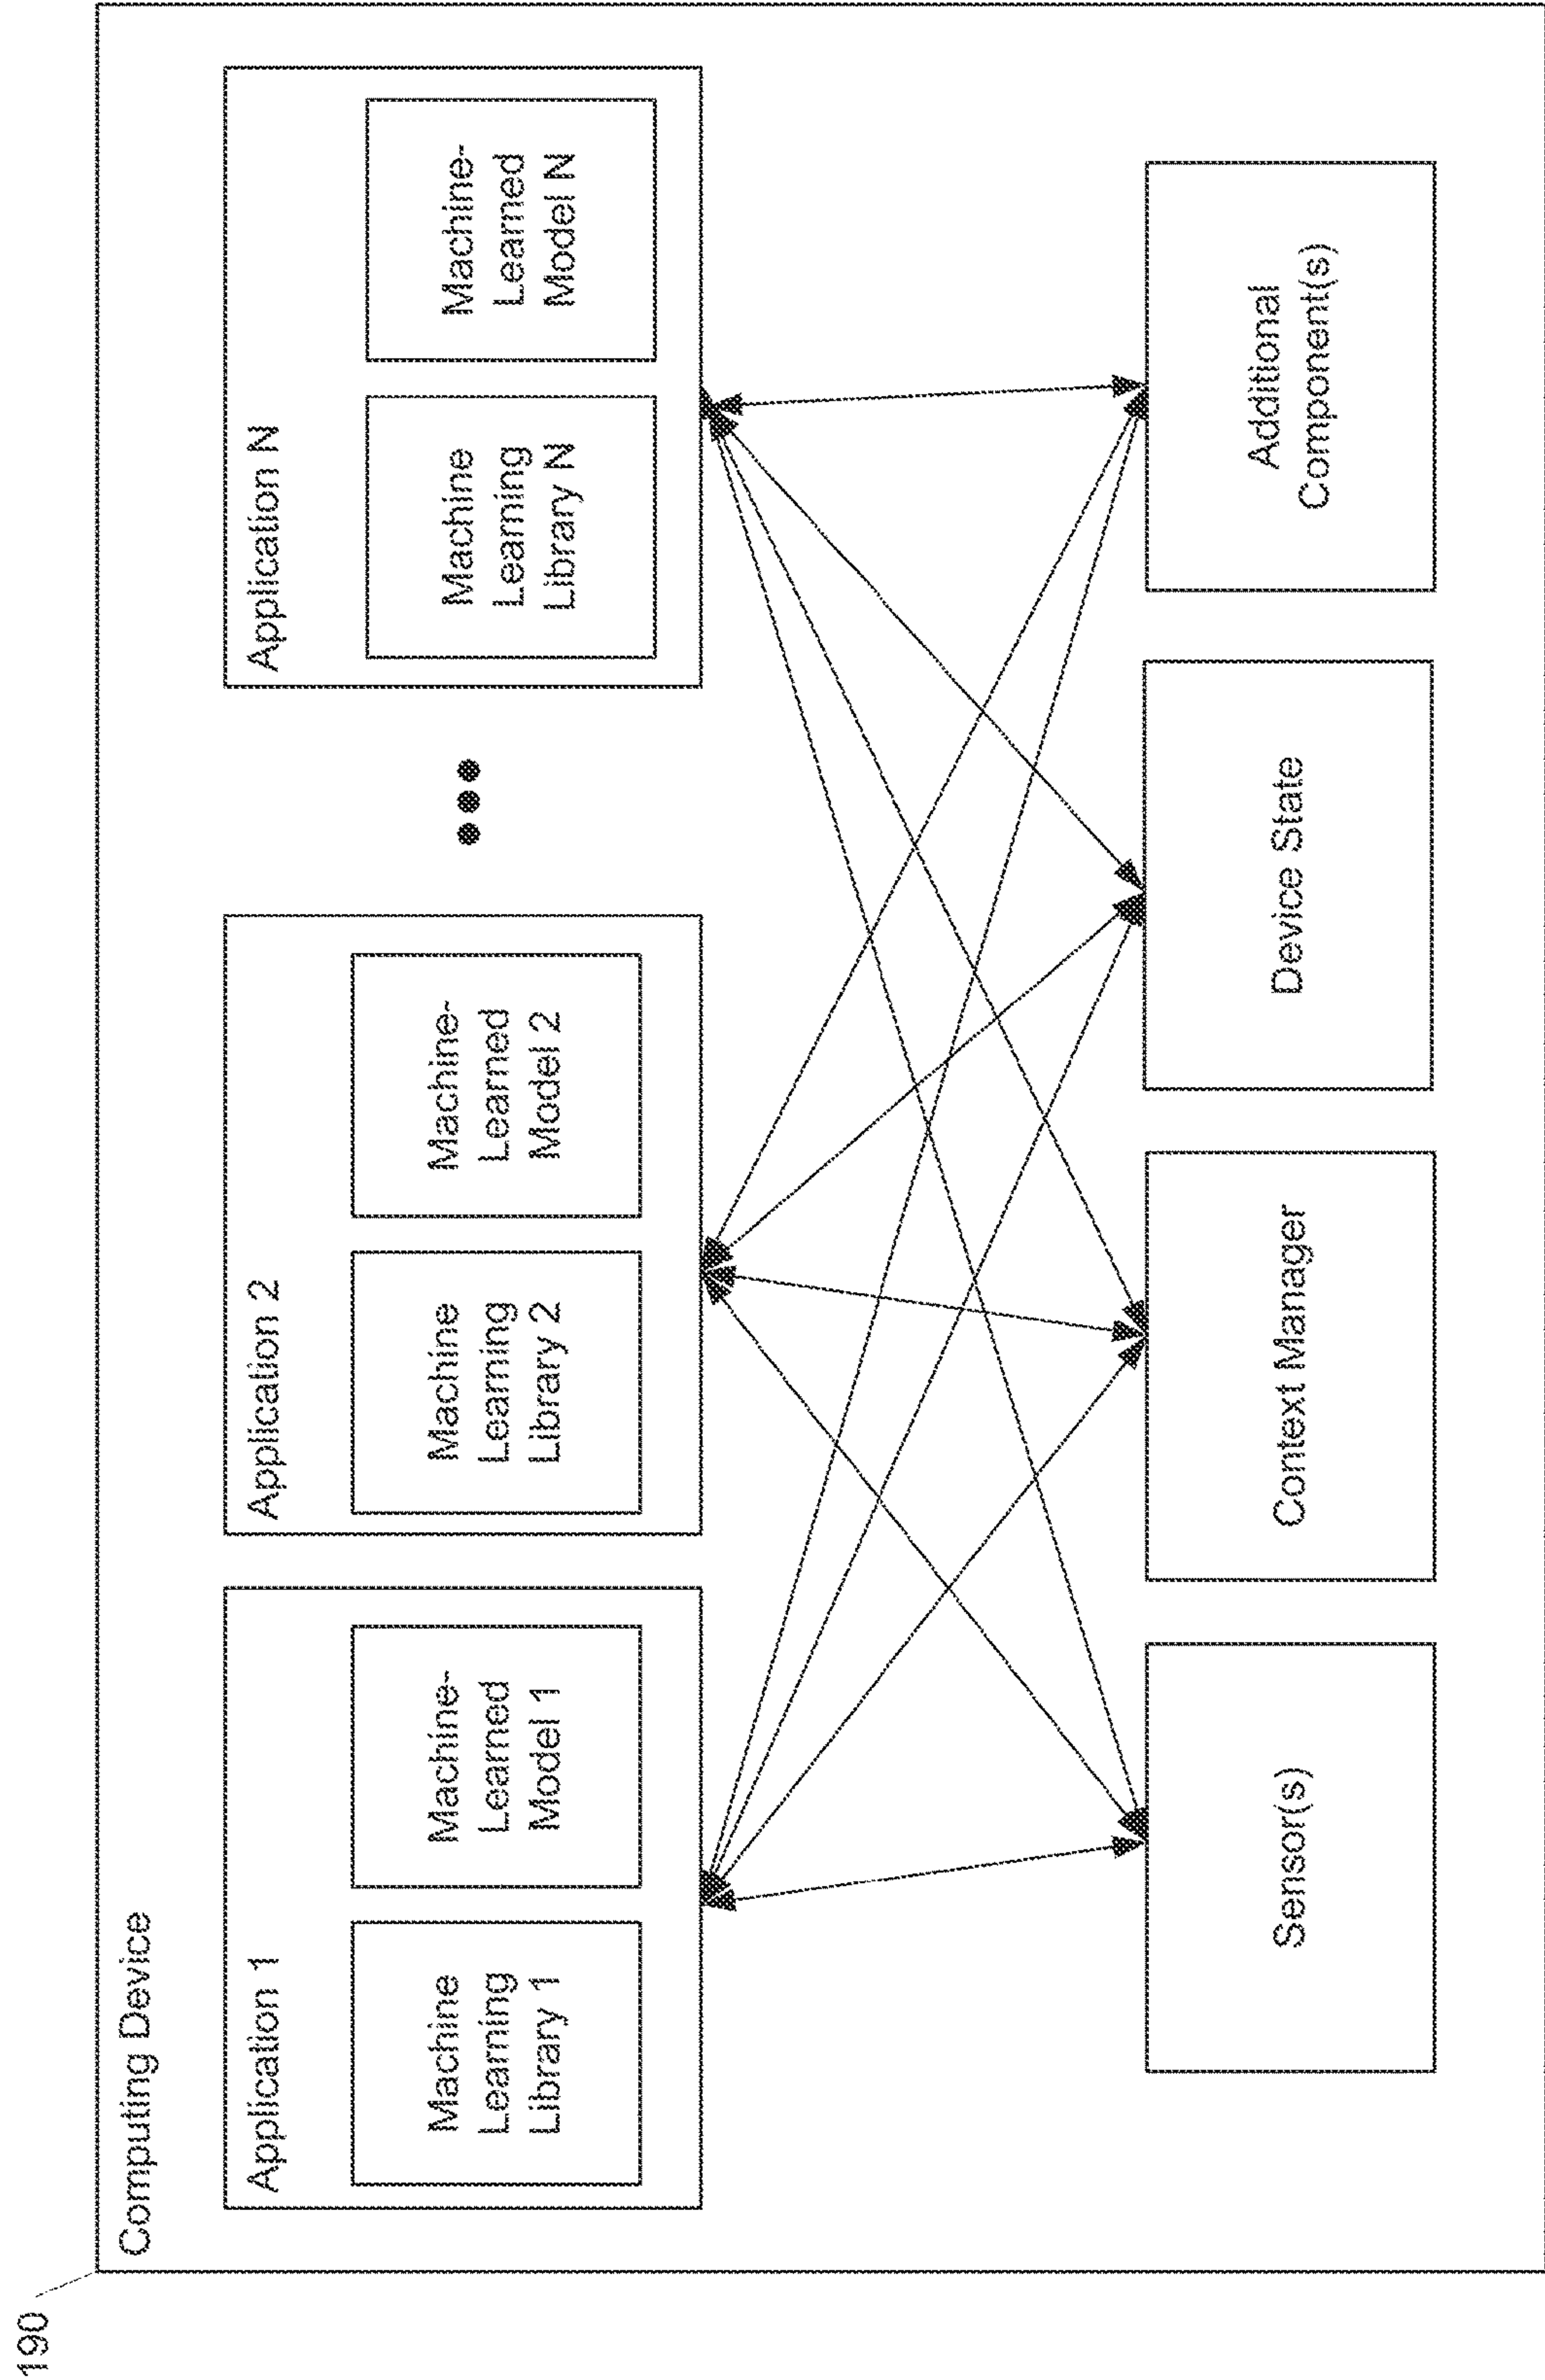 190
Computing Device
Application 1
Machine
Learning
Library 1
Machine-
Learned
Model 1
Application 2
Machine
Learning
Library 2
Machine-
Learned
Model 2
Application N
Machine
Learning
Library N
Machine-
Learned
Model N
Sensor(s)
Context Manager
Device State
Additional
Component(s)